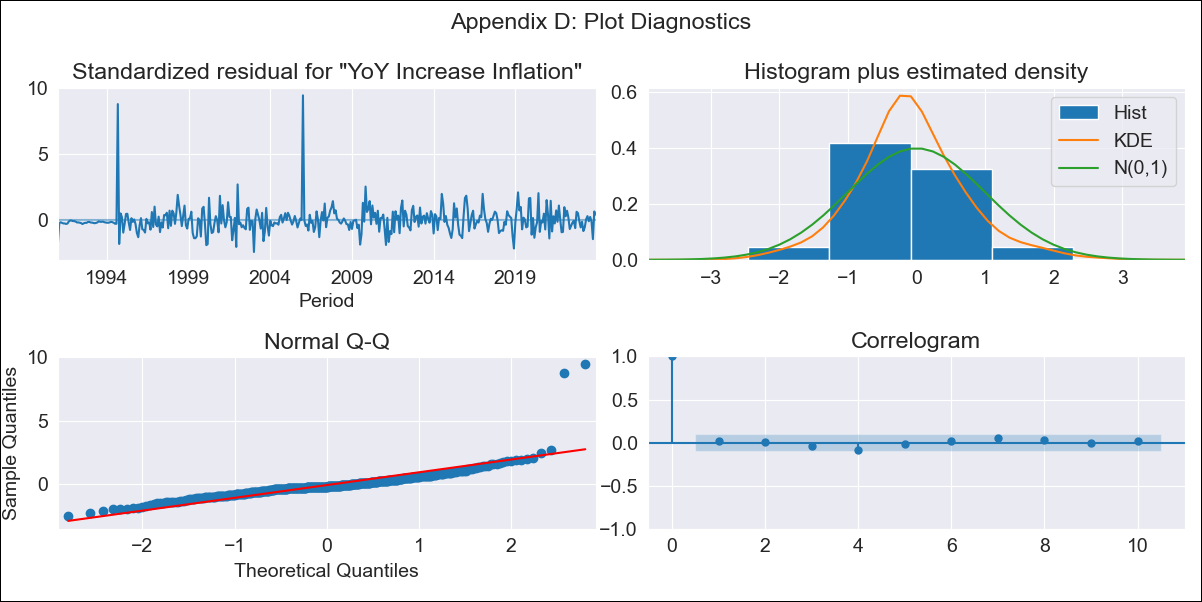 Appendix D: Plot Diagnostics
Standardized residual for "YoY Increase Inflation"
10
5
0
1994 1999 2004 2009 2014 2019
Period
Histogram plus estimated density
0.6
0.4
0.2
0.0
−3 −2 −1 0 1 2 3
Hist
KDE
N(0,1)
Normal Q-Q
Sample Quantiles
10
5
0
−2 −1 0 1 2
Theoretical Quantiles
Correlogram
1.0
0.5
0.0
−0.5
−1.0
0 2 4 6 8 10